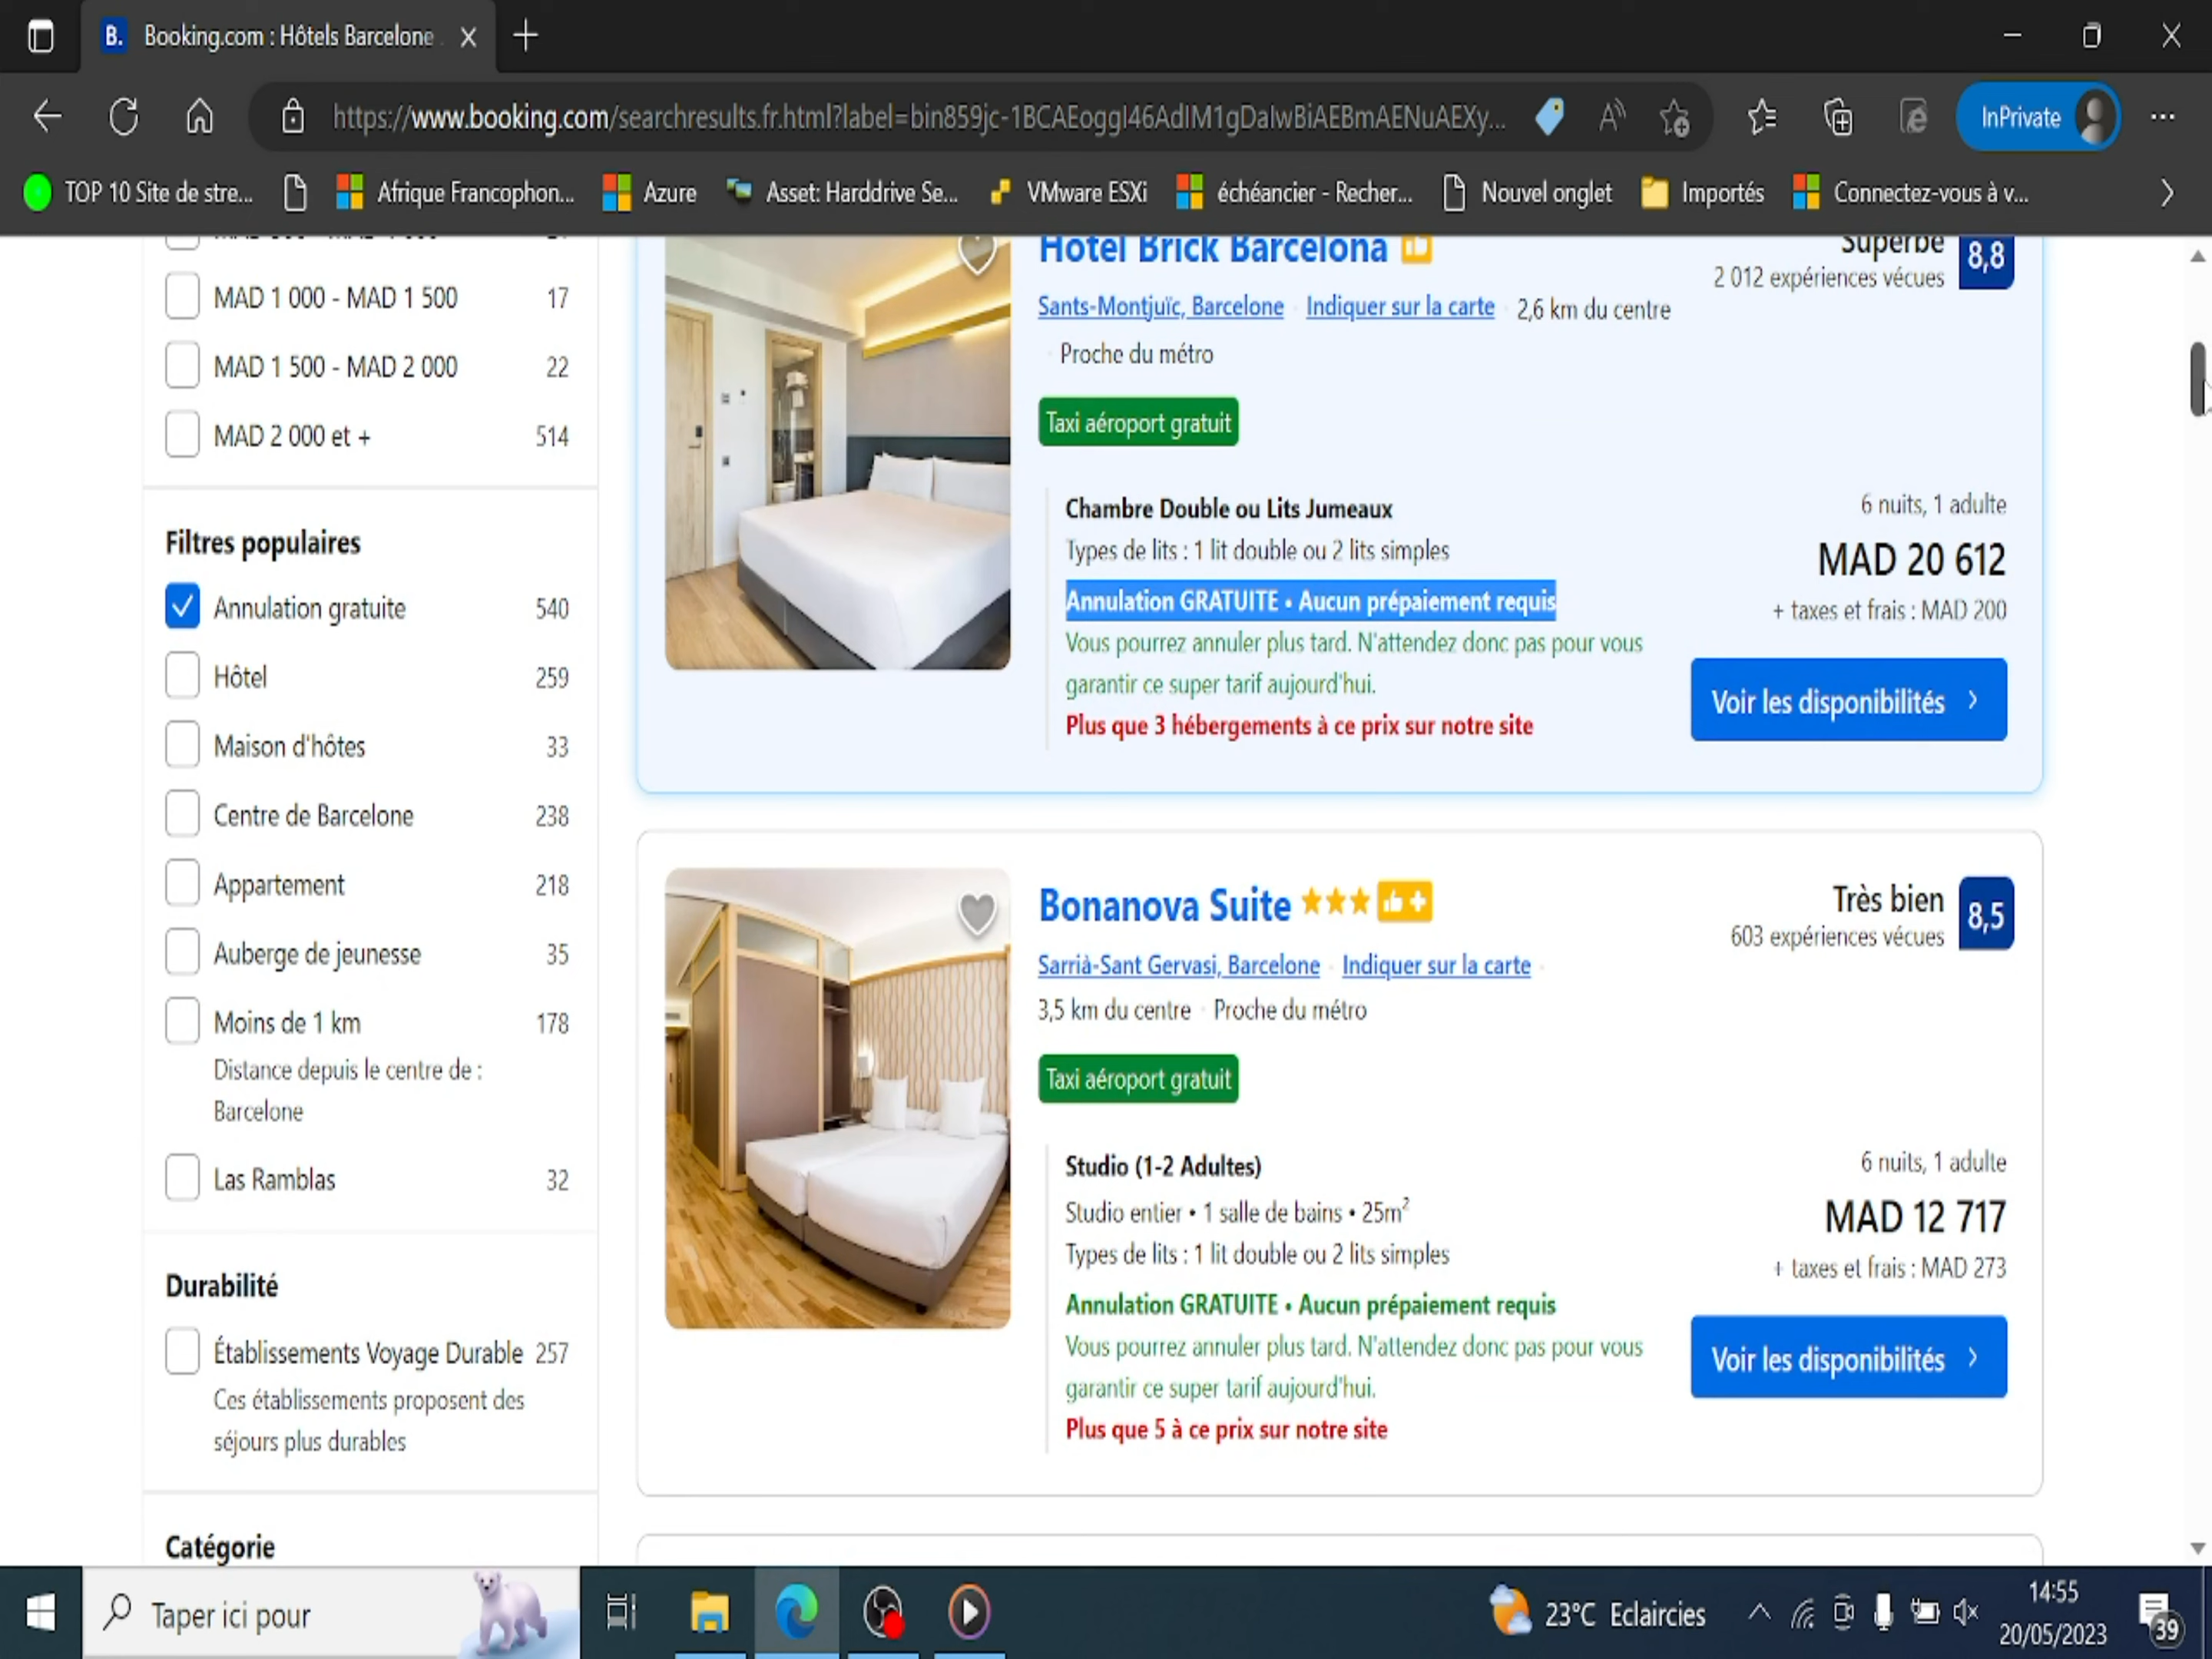 Booking.com : Hôtels Barcelone
https://www.booking.com/searchresults.fr.html?label=bin859jc-1BCAEoggI46AdIM1gDaIwBiAEBmAENuAEXy...
InPrivate
TOP 10 Site de stre...
Afrique Francophon...
Azure
Asset: Harddrive Se...
VMware ESXi
échéancier - Recher...
Nouvel onglet
Importés
Connectez-vous à v...
MAD 1 000 - MAD 1 500 17
MAD 1 500 - MAD 2 000 22
MAD 2 000 et + 514
Filtres populaires
Annulation gratuite 540
Hôtel 259
Maison d'hôtes 33
Centre de Barcelone 238
Appartement 218
Auberge de jeunesse 35
Moins de 1 km 178
Distance depuis le centre de :
Barcelone
Las Ramblas 32
Durabilité
Établissements Voyage Durable 257
Ces établissements proposent des
séjours plus durables
Catégorie
Hotel Brick Barcelona
Superbe
8,8
2 012 expériences vécues
Sants-Montjuïc, Barcelone Indiquer sur la carte 2,6 km du centre
Proche du métro
Taxi aéroport gratuit
Chambre Double ou Lits Jumeaux
Types de lits : 1 lit double ou 2 lits simples
Annulation GRATUITE • Aucun prépaiement requis
Vous pourrez annuler plus tard. N'attendez donc pas pour vous
garantir ce super tarif aujourd'hui.
Plus que 3 hébergements à ce prix sur notre site
6 nuits, 1 adulte
MAD 20 612
+ taxes et frais : MAD 200
Voir les disponibilités
Bonanova Suite
Très bien
8,5
603 expériences vécues
Sarrià-Sant Gervasi, Barcelone Indiquer sur la carte
3,5 km du centre Proche du métro
Taxi aéroport gratuit
Studio (1-2 Adultes)
Studio entier • 1 salle de bains • 25m²
Types de lits : 1 lit double ou 2 lits simples
Annulation GRATUITE • Aucun prépaiement requis
Vous pourrez annuler plus tard. N'attendez donc pas pour vous
garantir ce super tarif aujourd'hui.
Plus que 5 à ce prix sur notre site
6 nuits, 1 adulte
MAD 12 717
+ taxes et frais : MAD 273
Voir les disponibilités
Taper ici pour
23°C Eclaircies
14:55
20/05/2023
39